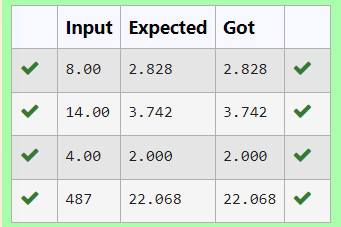 Input Expected Got
8.00 2.828 2.828
14.00 3.742 3.742
4.00 2.000 2.000
487 22.068 22.068